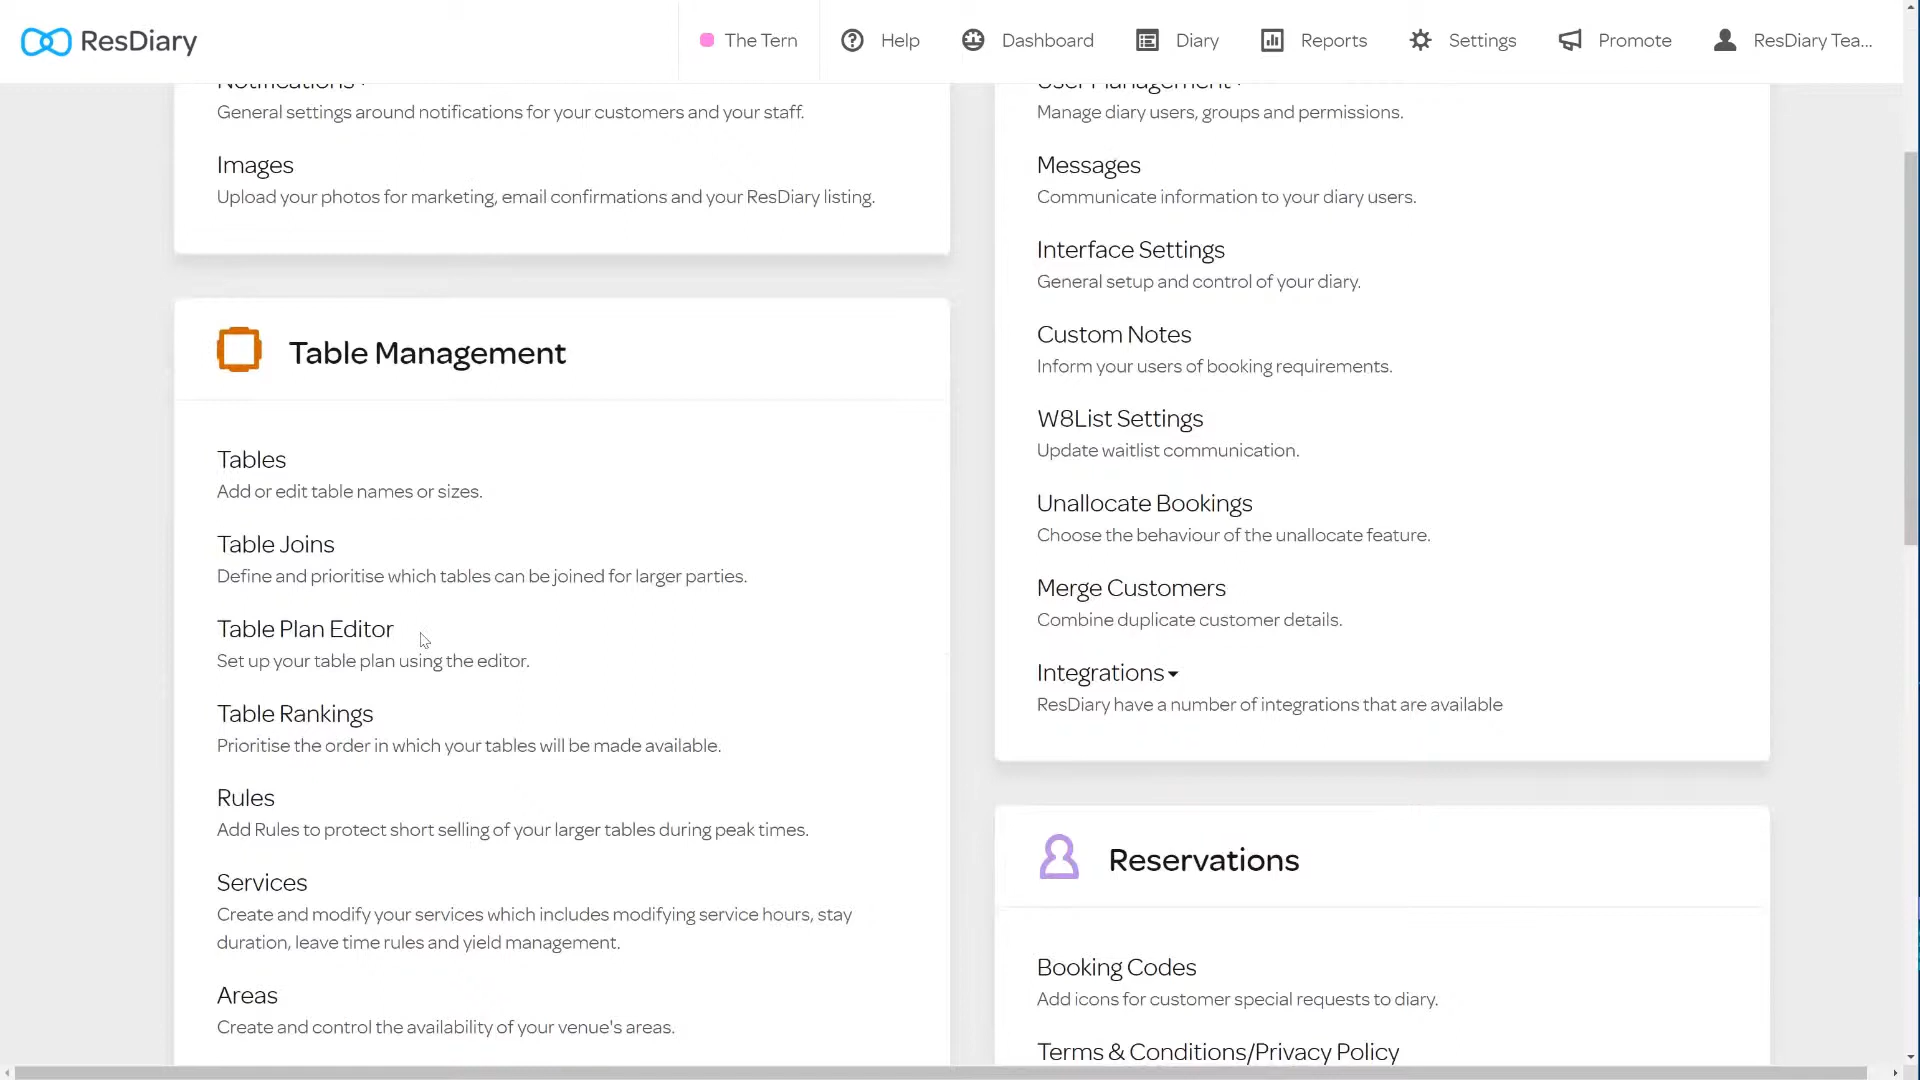 ResDiary
The Tern
Help
Dashboard
Diary
Reports
Settings
Promote
ResDiary Tea...
Notifications
General settings around notifications for your customers and your staff.
Images
Upload your photos for marketing, email confirmations and your ResDiary listing.
Table Management
Tables
Add or edit table names or sizes.
Table Joins
Define and prioritise which tables can be joined for larger parties.
Table Plan Editor
Set up your table plan using the editor.
Table Rankings
Prioritise the order in which your tables will be made available.
Rules
Add Rules to protect short selling of your larger tables during peak times.
Services
Create and modify your services which includes modifying service hours, stay
duration, leave time rules and yield management.
Areas
Create and control the availability of your venue's areas.
User Management
Manage diary users, groups and permissions.
Messages
Communicate information to your diary users.
Interface Settings
General setup and control of your diary.
Custom Notes
Inform your users of booking requirements.
W8List Settings
Update waitlist communication.
Unallocate Bookings
Choose the behaviour of the unallocate feature.
Merge Customers
Combine duplicate customer details.
Integrations
ResDiary have a number of integrations that are available
Reservations
Booking Codes
Add icons for customer special requests to diary.
Terms & Conditions/Privacy Policy